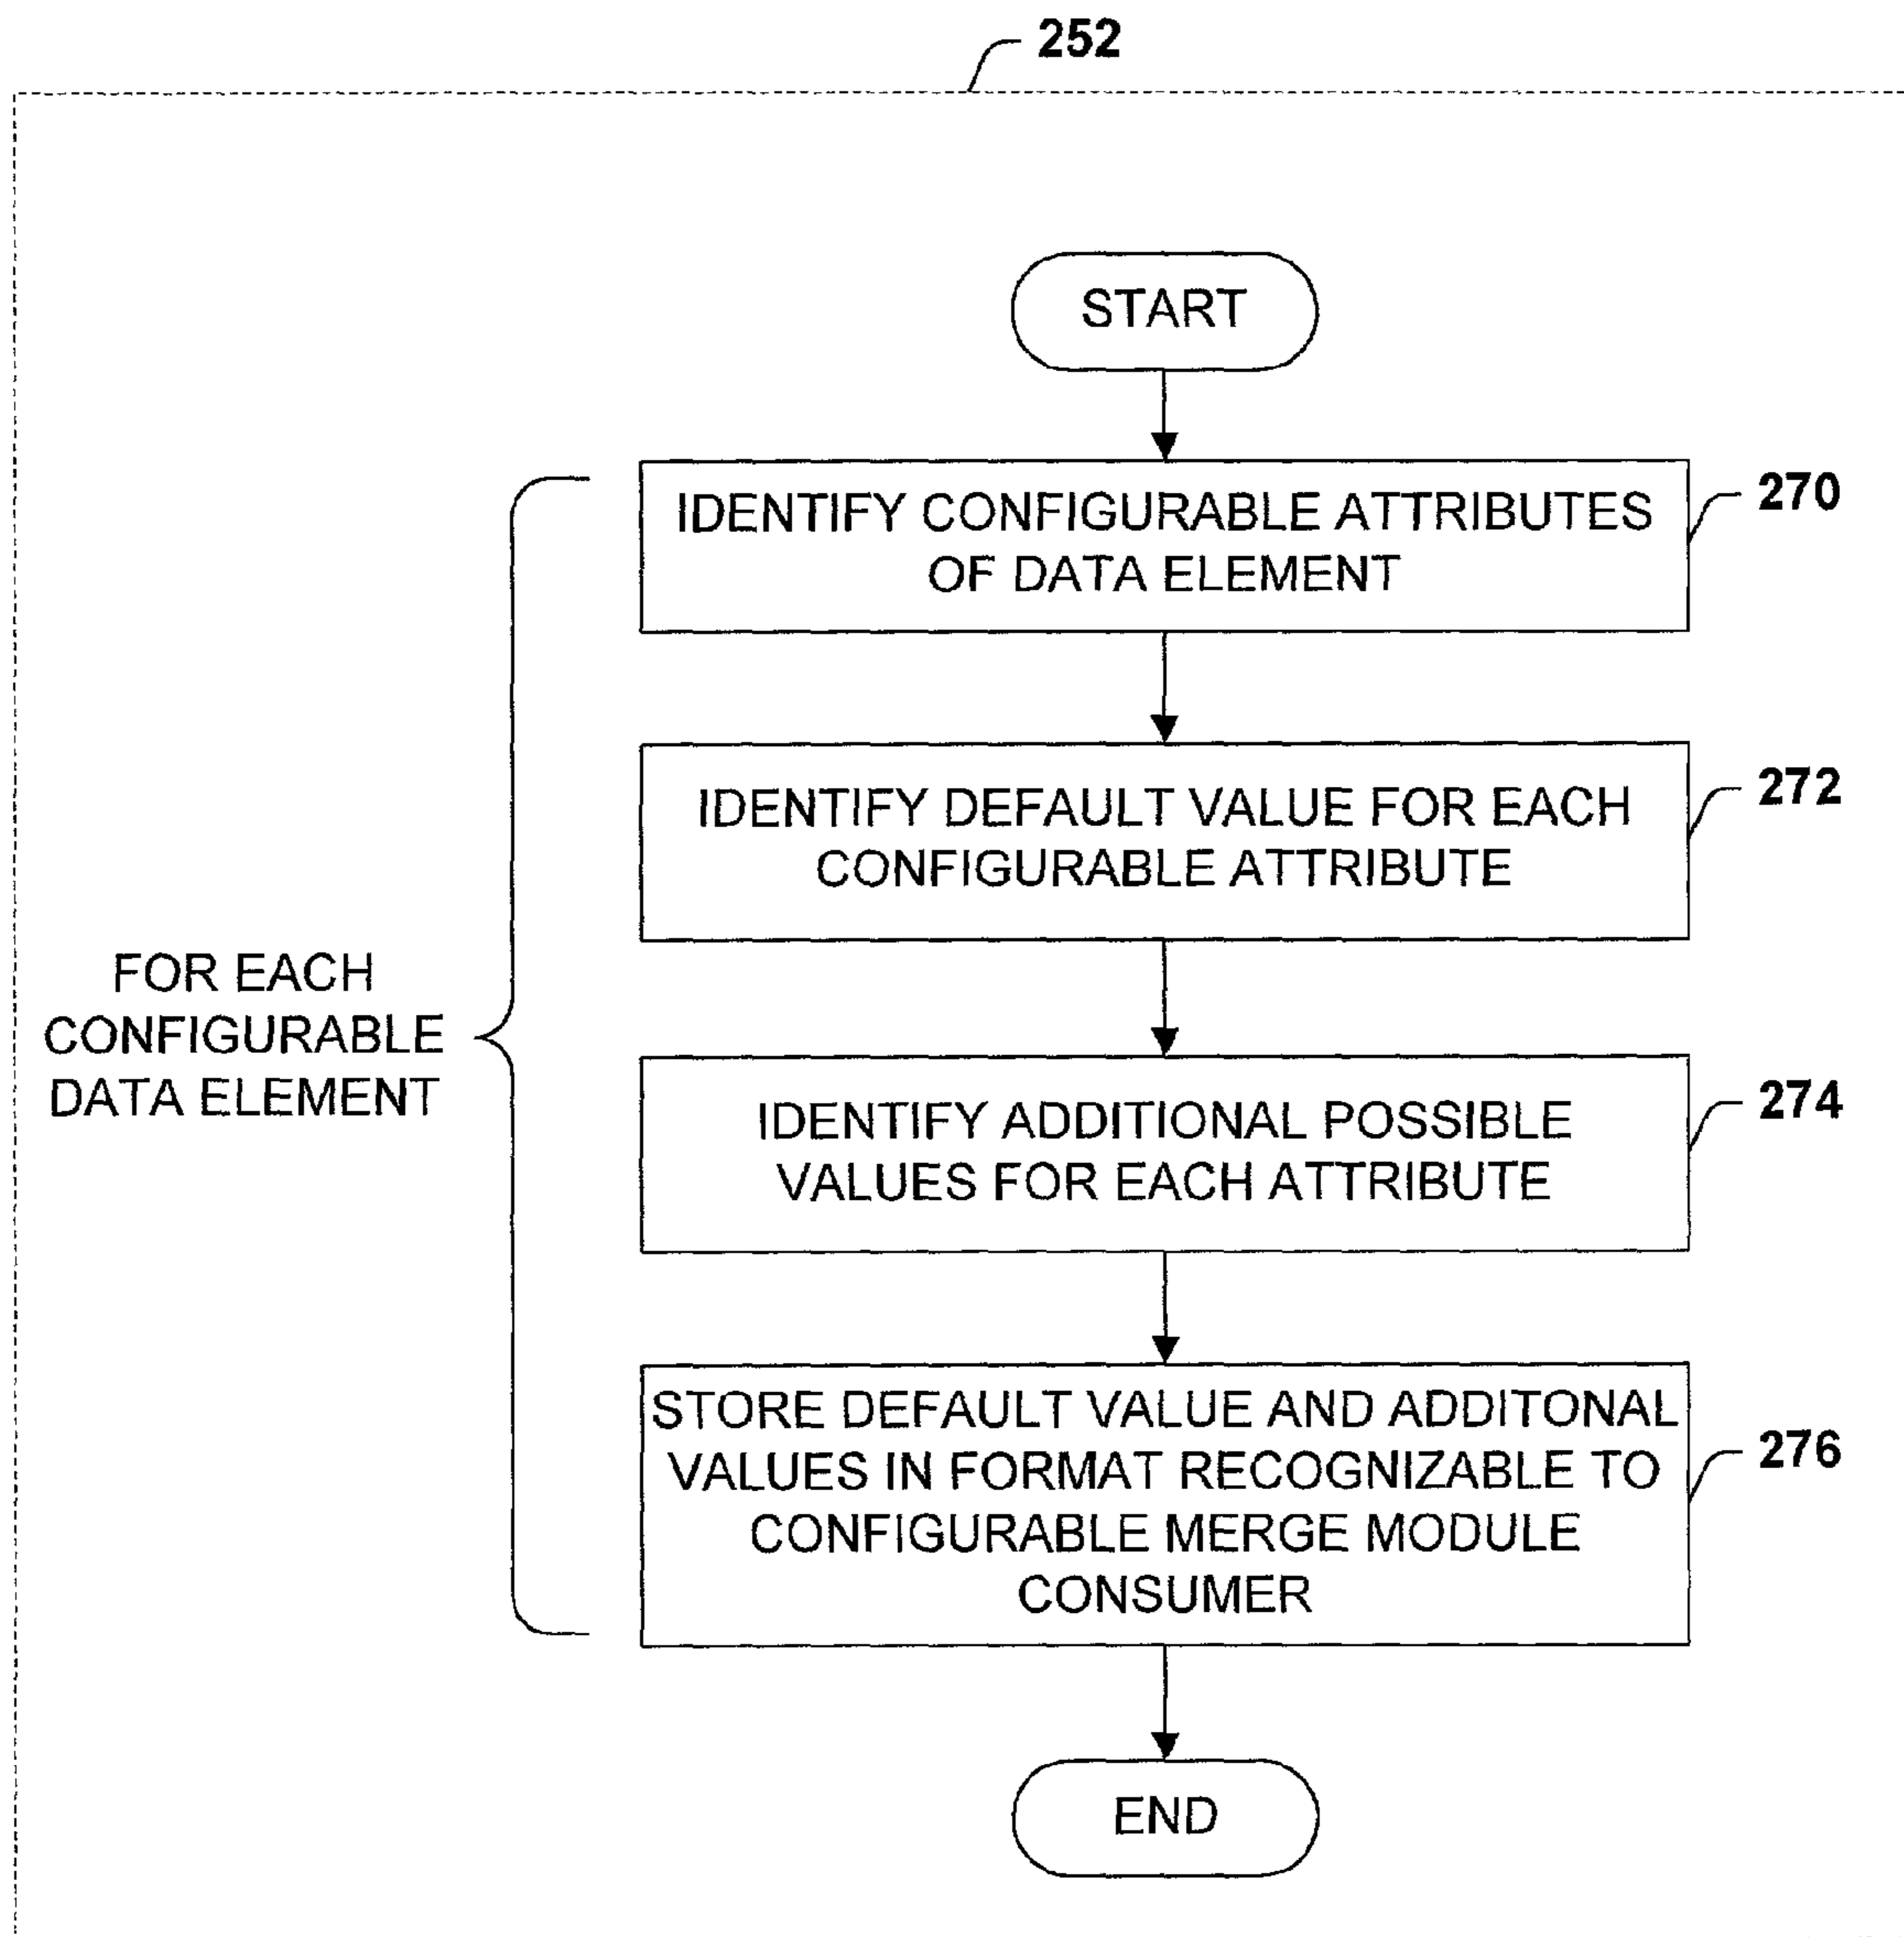 252
START
IDENTIFY CONFIGURABLE ATTRIBUTES
OF DATA ELEMENT
270
IDENTIFY DEFAULT VALUE FOR EACH
CONFIGURABLE ATTRIBUTE
272
FOR EACH
CONFIGURABLE
DATA ELEMENT
IDENTIFY ADDITIONAL POSSIBLE
VALUES FOR EACH ATTRIBUTE
274
STORE DEFAULT VALUE AND ADDITONAL
VALUES IN FORMAT RECOGNIZABLE TO
CONFIGURABLE MERGE MODULE
CONSUMER
276
END